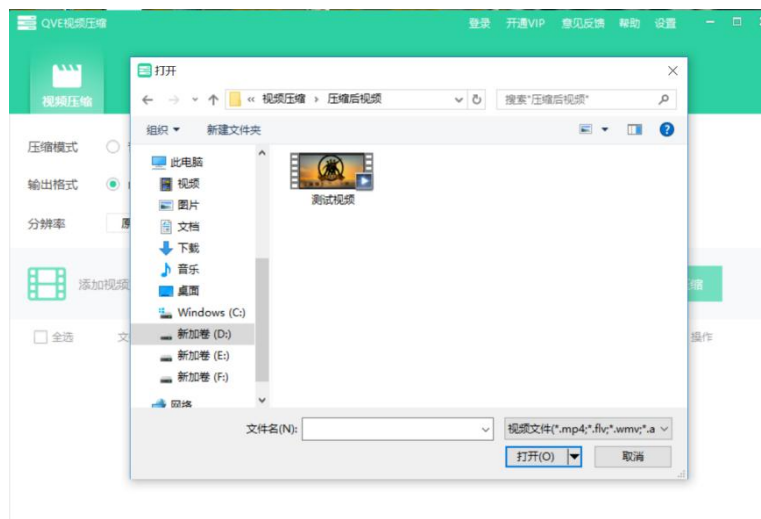 QVE视频压缩
登录 开通VIP 意见反馈 帮助 设置
视频压缩
打开
« 视频压缩 › 压缩后视频
搜索"压缩后视频"
组织 新建文件夹
压缩模式
输出格式
分辨率
添加视频
全选
操作
此电脑
视频
图片
文档
下载
音乐
桌面
Windows (C:)
新加卷 (D:)
新加卷 (E:)
新加卷 (F:)
网络
测试视频
文件名(N):
视频文件(*.mp4;*.flv;*.wmv;*.a
打开(O) 取消